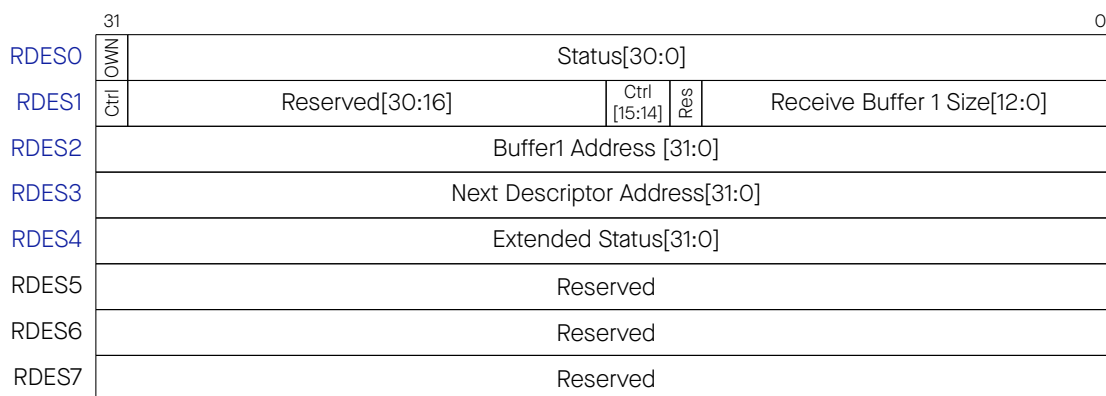 31 0
RDES0 OWN Status[30:0]
RDES1 Ctrl Reserved[30:16] Ctrl [15:14] Res Receive Buffer 1 Size[12:0]
RDES2 Buffer1 Address [31:0]
RDES3 Next Descriptor Address[31:0]
RDES4 Extended Status[31:0]
RDES5 Reserved
RDES6 Reserved
RDES7 Reserved